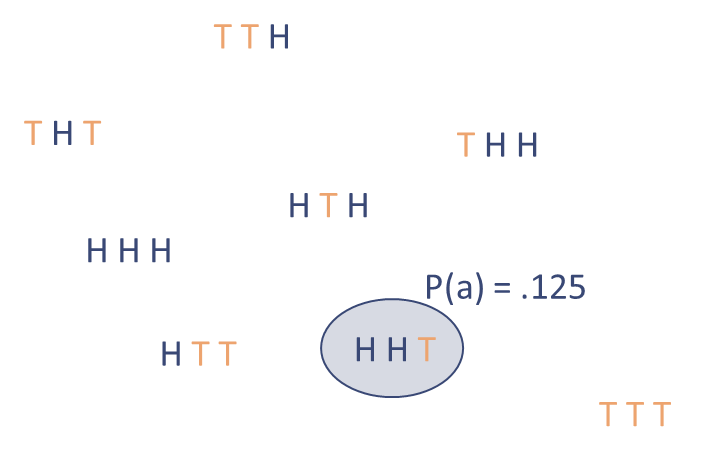 T T H
T H T
T H H
H T H
H H H
P(a) = .125
H H T
H T T
T T T